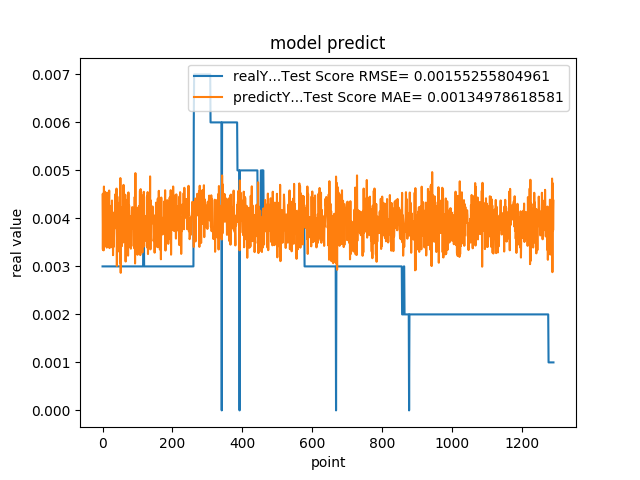 model predict
realY...Test Score RMSE= 0.00155255804961
predictY...Test Score MAE= 0.00134978618581
0.007
0.006
0.005
0.004
0.003
0.002
0.001
0.000
real value
0 200 400 600 800 1000 1200
point